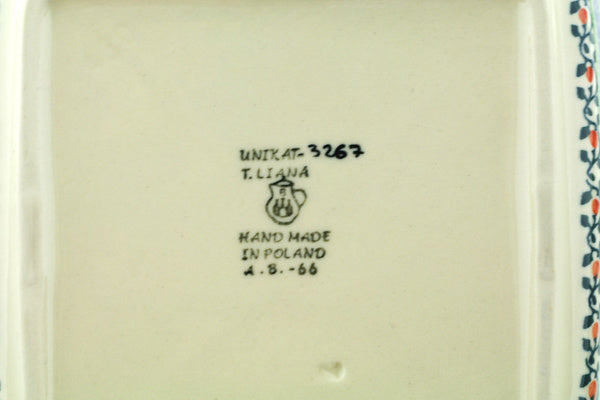 UNIKAT-3267
T. LIANA
HAND MADE
IN POLAND
A.B.-66